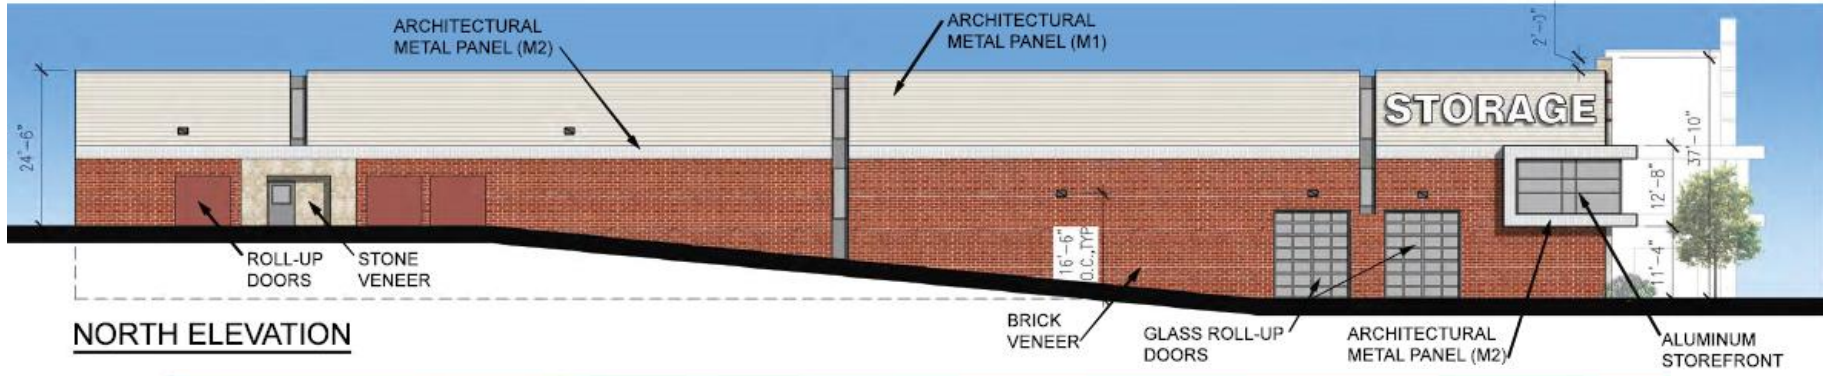 ARCHITECTURAL
METAL PANEL (M2)
ARCHITECTURAL
METAL PANEL (M1)
2'-0"
24'-6"
STORAGE
37'-10"
12'-8"
11'-4"
16'-6"
O.C.,TYP
ROLL-UP
DOORS
STONE
VENEER
BRICK
VENEER
GLASS ROLL-UP
DOORS
ARCHITECTURAL
METAL PANEL (M2)
ALUMINUM
STOREFRONT
NORTH ELEVATION